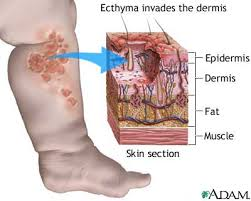 Ecthyma invades the dermis
Epidermis
Dermis
Fat
Muscle
Skin section
A.D.A.M.